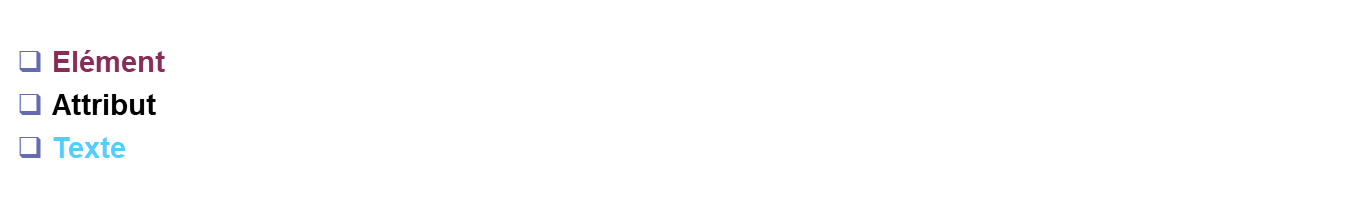 ❑ Elément
❑ Attribut
❑ Texte